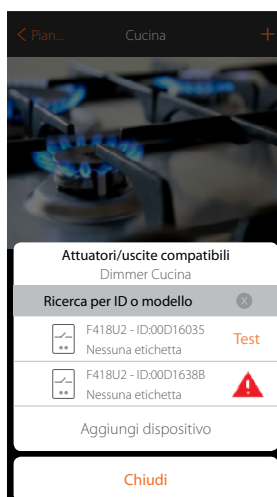 Pian... Cucina
Attuatori/uscite compatibili
Dimmer Cucina
Ricerca per ID o modello
F418U2 - ID:00D16035
Nessuna etichetta
Test
F418U2 - ID:00D1638B
Nessuna etichetta
Aggiungi dispositivo
Chiudi